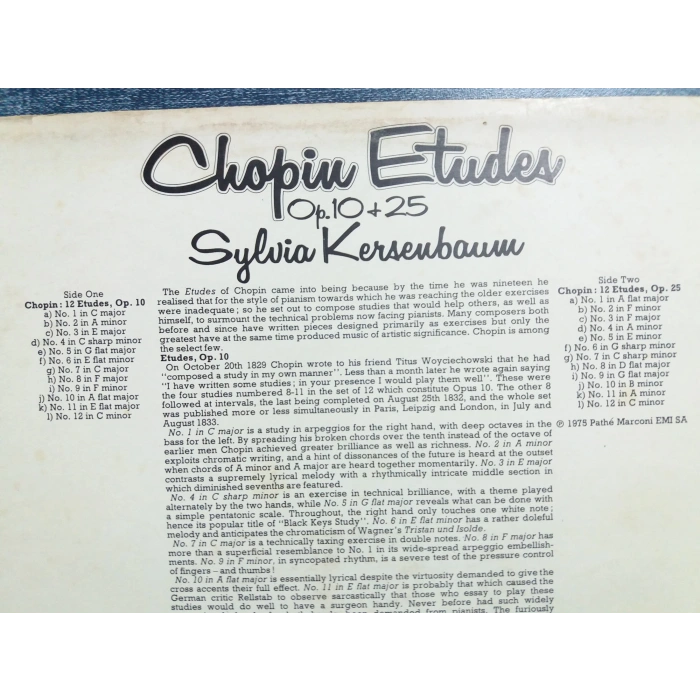 Chopin Etudes
Op.10 + 25
Sylvia Kersenbaum
Side One
Chopin: 12 Etudes, Op. 10
a) No. 1 in C major
b) No. 2 in A minor
c) No. 3 in E major
d) No. 4 in C sharp minor
e) No. 5 in G flat major
f) No. 6 in E flat minor
g) No. 7 in C major
h) No. 8 in F major
i) No. 9 in F minor
j) No. 10 in A flat major
k) No. 11 in E flat major
l) No. 12 in C minor
The Etudes of Chopin came into being because by the time he was nineteen he
realised that for the style of pianism towards which he was reaching the older exercises
were inadequate; so he set out to compose studies that would help others, as well as
himself, to surmount the technical problems now facing pianists. Many composers both
before and since have written pieces designed primarily as exercises but only the
greatest have at the same time produced music of artistic significance. Chopin is among
the select few.
Etudes, Op. 10
On October 20th 1829 Chopin wrote to his friend Titus Woyciechowski that he had
"composed a study in my own manner". Less than a month later he wrote again saying
"I have written some studies; in your presence I would play them well". These were
the four studies numbered 8-11 in the set of 12 which constitute Opus 10. The other 8
followed at intervals, the last being completed on August 25th 1832, and the whole set
was published more or less simultaneously in Paris, Leipzig and London, in July and
August 1833.
No. 1 in C major is a study in arpeggios for the right hand, with deep octaves in the
bass for the left. By spreading his broken chords over the tenth instead of the octave of
earlier men Chopin achieved greater brilliance as well as richness. No. 2 in A minor
exploits chromatic writing, and a hint of dissonances of the future is heard at the outset
when chords of A minor and A major are heard together momentarily. No. 3 in E major
contrasts a supremely lyrical melody with a rhythmically intricate middle section in
which diminished sevenths are featured.
No. 4 in C sharp minor is an exercise in technical brilliance, with a theme played
alternately by the two hands, while No. 5 in G flat major reveals what can be done with
a simple pentatonic scale. Throughout, the right hand only touches one white note;
hence its popular title of "Black Keys Study". No. 6 in E flat minor has a rather doleful
melody and anticipates the chromaticism of Wagner's Tristan und Isolde.
No. 7 in C major is a technically taxing exercise in double notes. No. 8 in F major has
more than a superficial resemblance to No. 1 in its wide-spread arpeggio embellish-
ments. No. 9 in F minor, in syncopated rhythm, is a severe test of the pressure control
of fingers – and thumbs!
No. 10 in A flat major is essentially lyrical despite the virtuosity demanded to give the
cross accents their full effect. No. 11 in E flat major is probably that which caused the
German critic Rellstab to observe sarcastically that those who essay to play these
studies would do well to have a surgeon handy. Never before had such widely
demanded from pianists. The furiously
Side Two
Chopin: 12 Etudes, Op. 25
a) No. 1 in A flat major
b) No. 2 in F minor
c) No. 3 in F major
d) No. 4 in A minor
e) No. 5 in E minor
f) No. 6 in G sharp minor
g) No. 7 in C sharp minor
h) No. 8 in D flat major
i) No. 9 in G flat major
j) No. 10 in B minor
k) No. 11 in A minor
l) No. 12 in C minor
℗ 1975 Pathé Marconi EMI SA